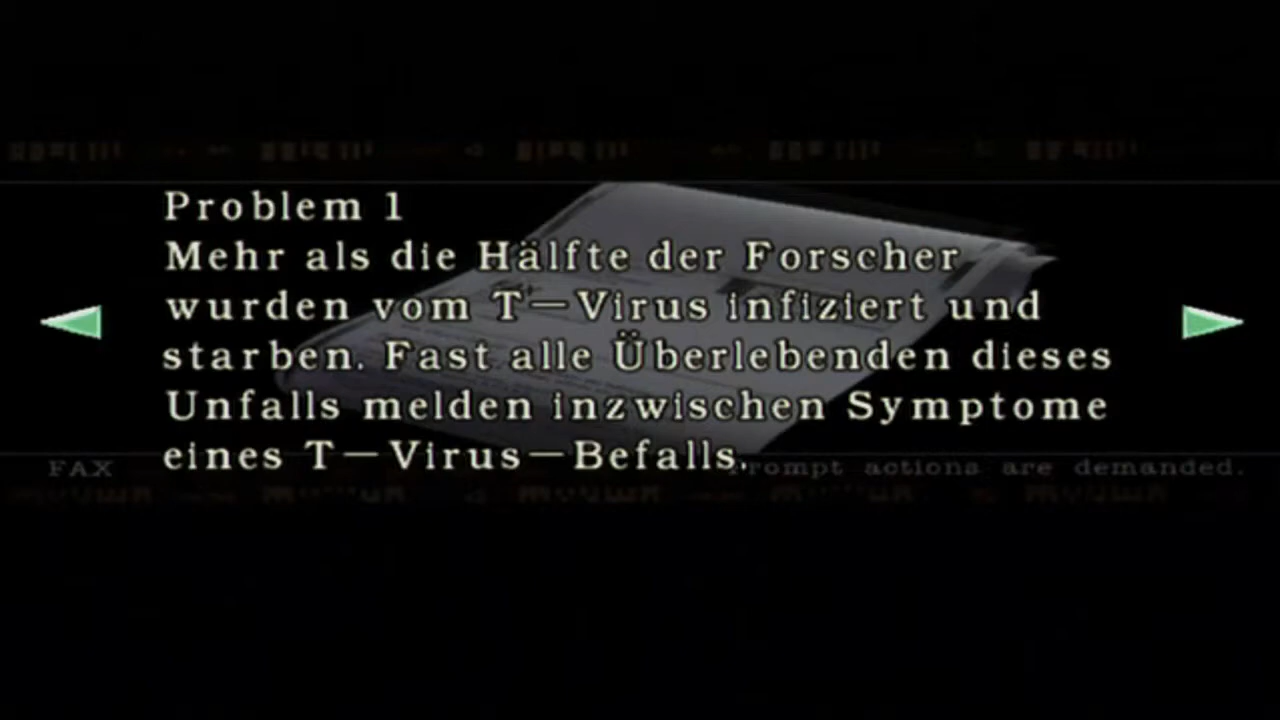 Problem 1
Mehr als die Hälfte der Forscher
wurden vom T—Virus infiziert und
starben. Fast alle Überlebenden dieses
Unfalls melden inzwischen Symptome
eines T—Virus—Befalls.
FAX
Prompt actions are demanded.